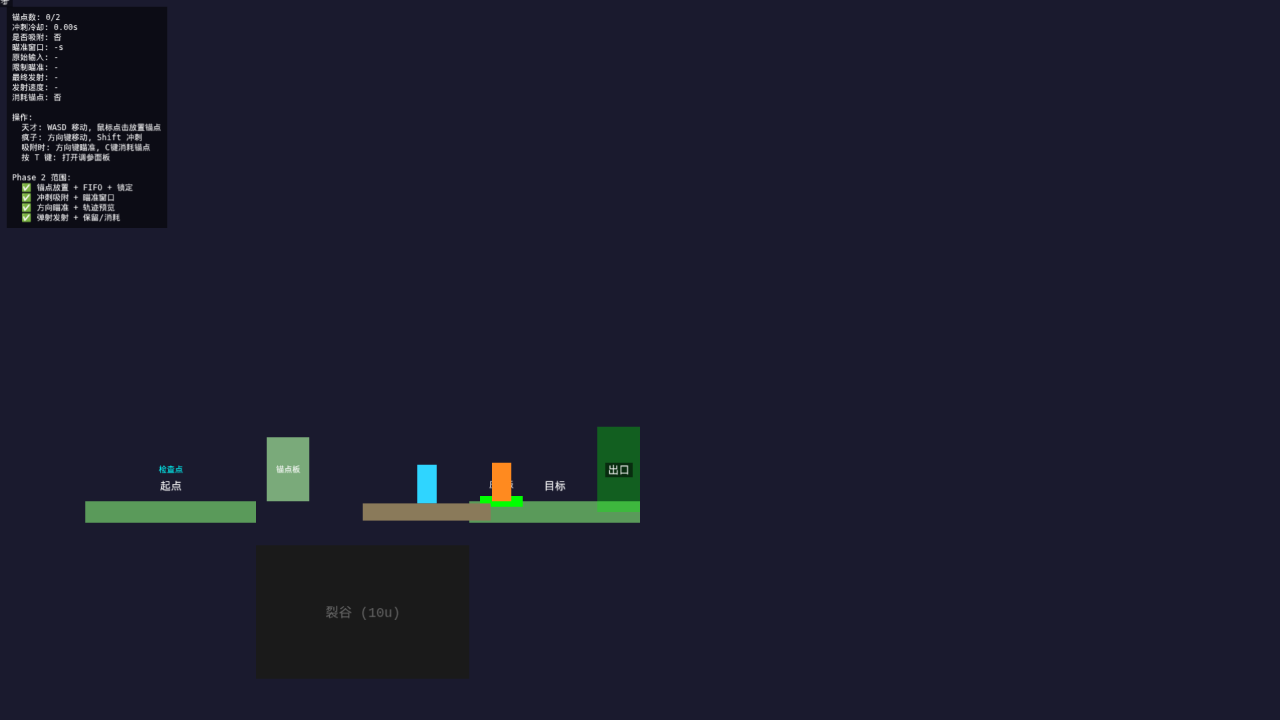 锚点数: 0/2
冲刺冷却: 0.00s
是否吸附: 否
瞄准窗口: -s
原始输入: -
限制瞄准: -
最终发射: -
发射速度: -
消耗锚点: 否
操作:
天才: WASD 移动, 鼠标点击放置锚点
疯子: 方向键移动, Shift 冲刺
吸附时: 方向键瞄准, C键消耗锚点
按 T 键: 打开调参面板
Phase 2 范围:
✅ 锚点放置 + FIFO + 锁定
✅ 冲刺吸附 + 瞄准窗口
✅ 方向瞄准 + 轨迹预览
✅ 弹射发射 + 保留/消耗
检查点
起点
锚点板
目标
出口
裂谷 (10u)